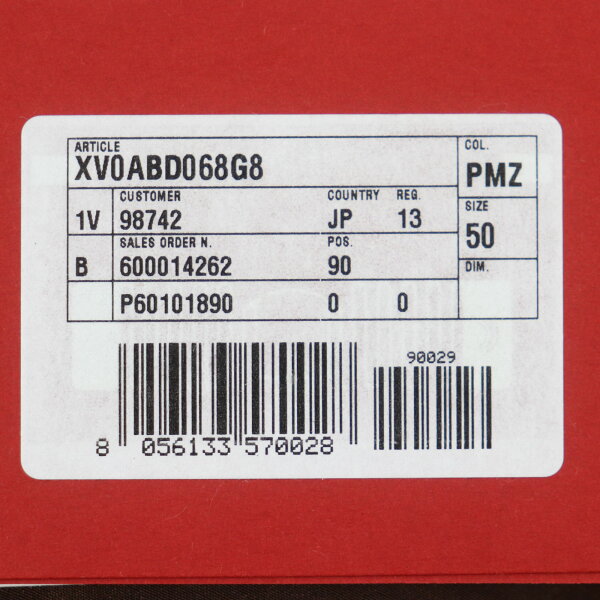 ARTICLE
XV0ABD068G8
COL.
PMZ
CUSTOMER COUNTRY REG.
1V 98742 JP 13
SIZE
50
SALES ORDER N. POS.
B 600014262 90
DIM.
P60101890 0 0
90029
8 056133 570028